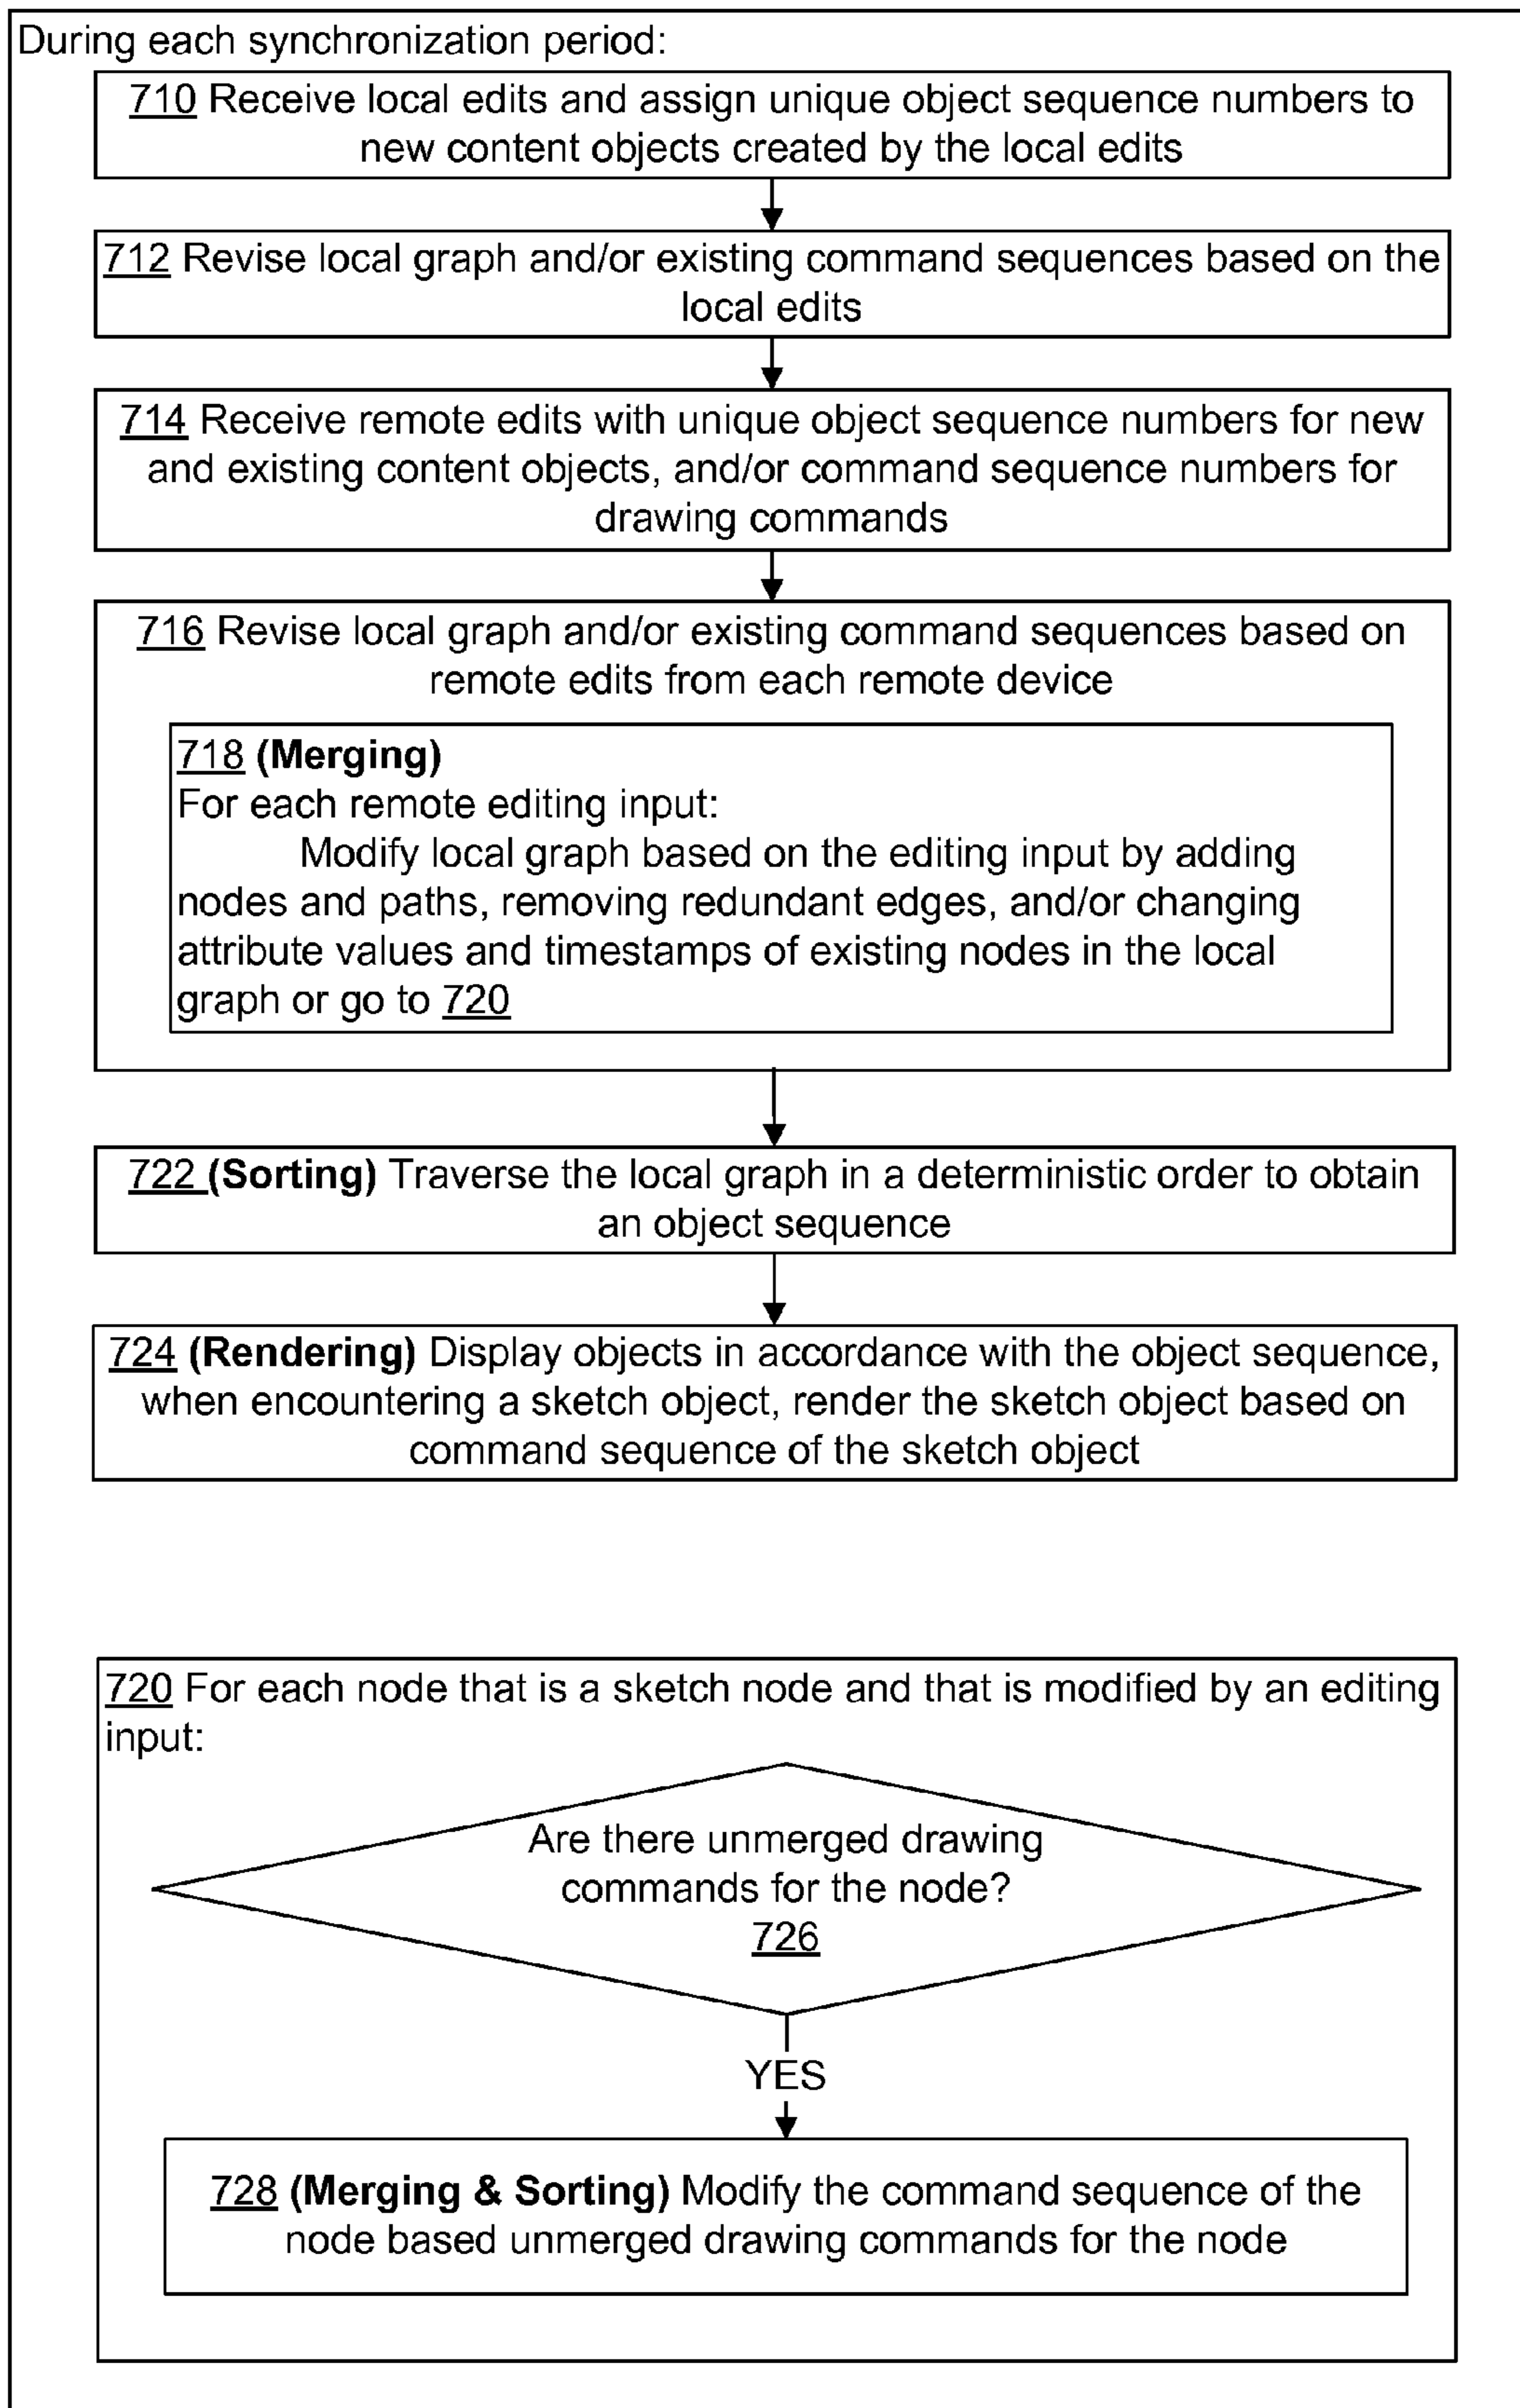 During each synchronization period:
710 Receive local edits and assign unique object sequence numbers to
new content objects created by the local edits
712 Revise local graph and/or existing command sequences based on the
local edits
714 Receive remote edits with unique object sequence numbers for new
and existing content objects, and/or command sequence numbers for
drawing commands
716 Revise local graph and/or existing command sequences based on
remote edits from each remote device
718 (Merging)
For each remote editing input:
Modify local graph based on the editing input by adding
nodes and paths, removing redundant edges, and/or changing
attribute values and timestamps of existing nodes in the local
graph or go to 720
722 (Sorting) Traverse the local graph in a deterministic order to obtain
an object sequence
724 (Rendering) Display objects in accordance with the object sequence,
when encountering a sketch object, render the sketch object based on
command sequence of the sketch object
720 For each node that is a sketch node and that is modified by an editing
input:
Are there unmerged drawing
commands for the node?
726
YES
728 (Merging & Sorting) Modify the command sequence of the
node based unmerged drawing commands for the node